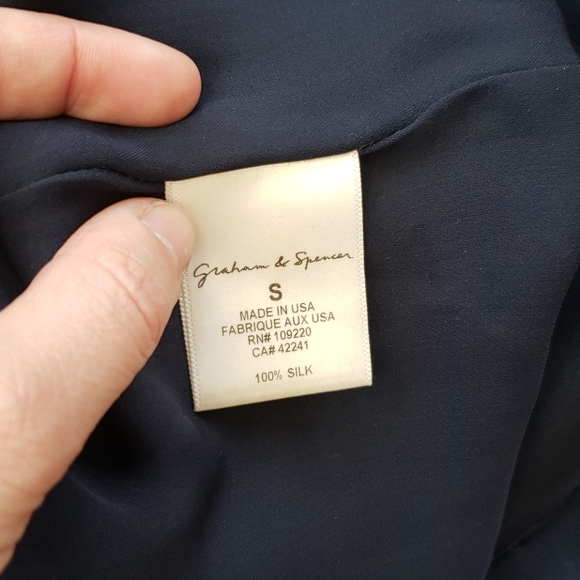 Graham & Spencer
S
MADE IN USA
FABRIQUE AUX USA
RN# 109220
CA# 42241
100% SILK